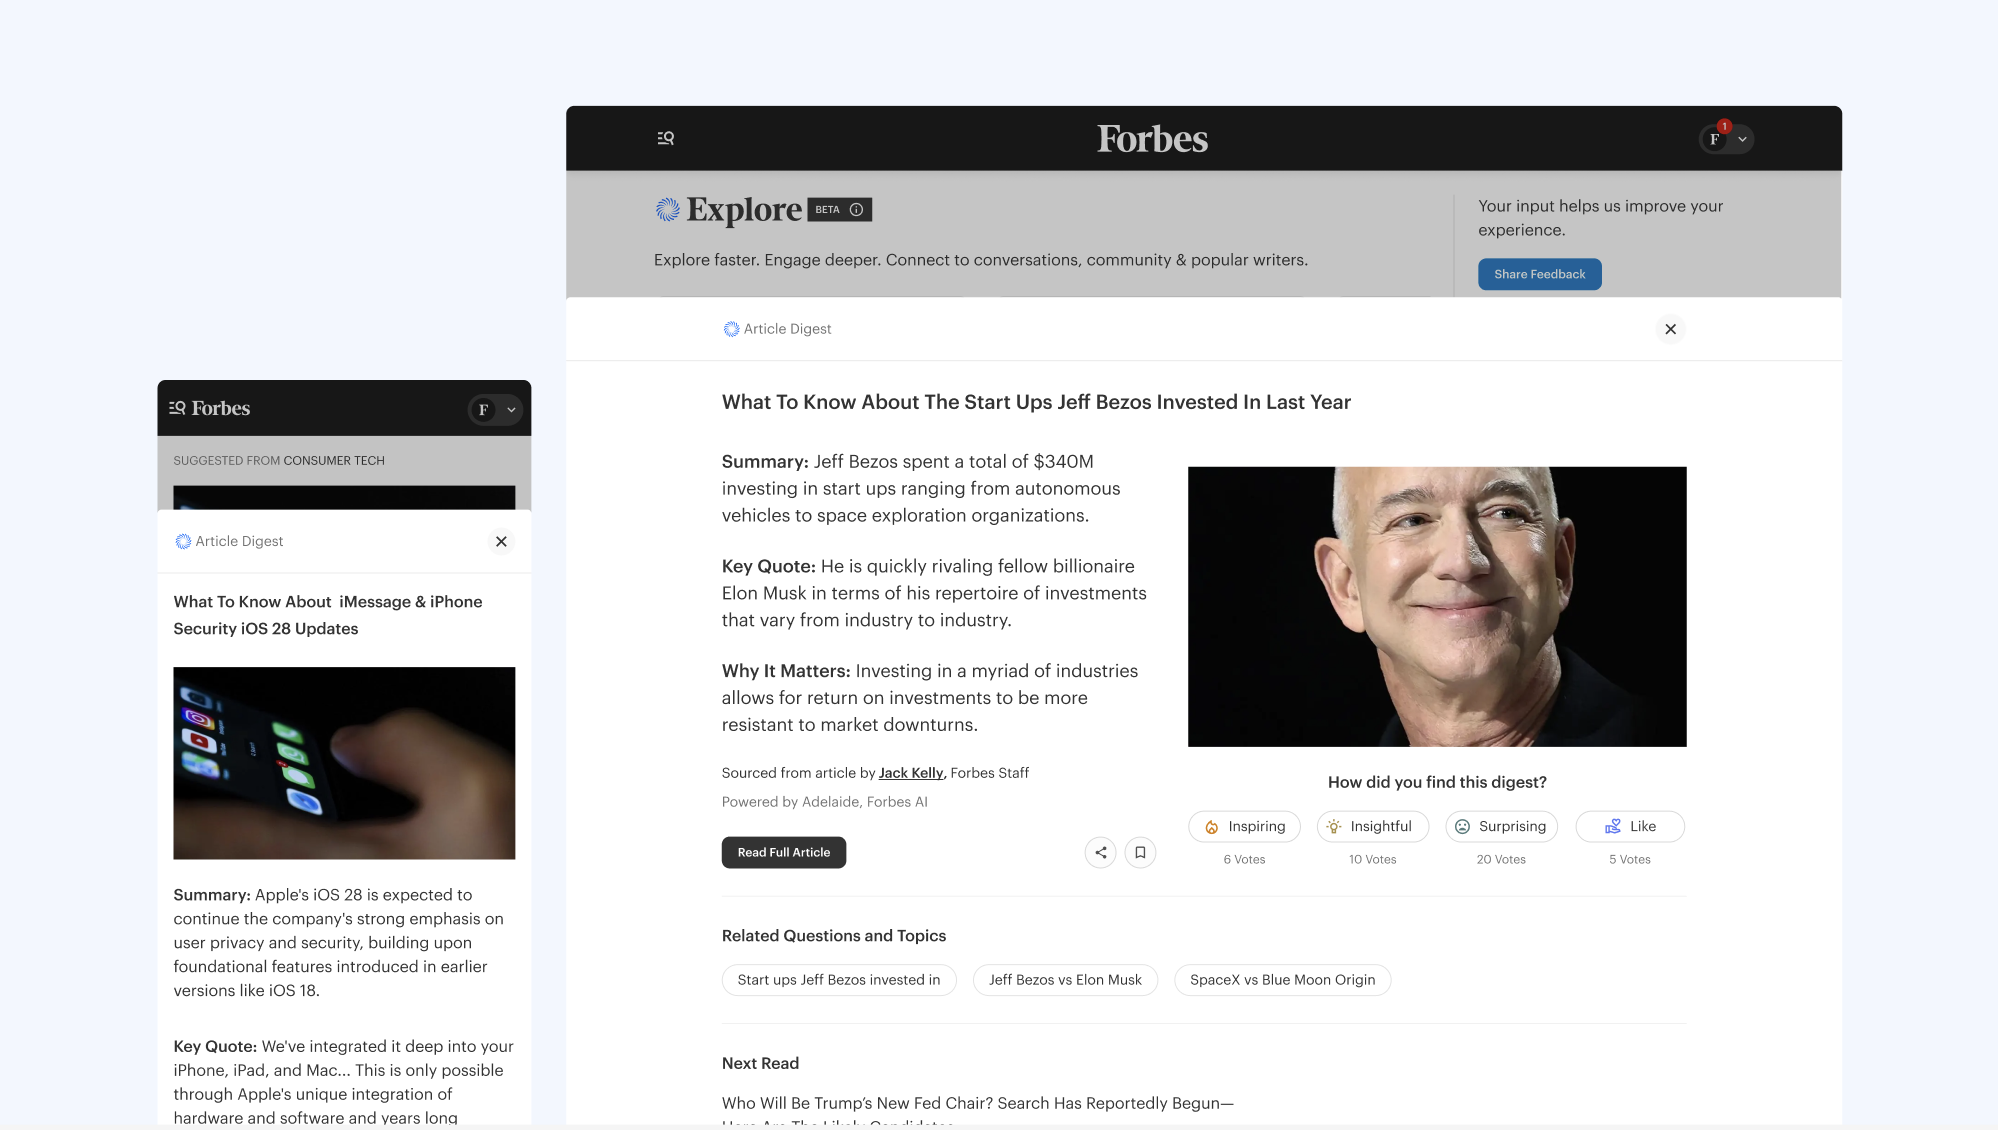 Forbes
F
SUGGESTED FROM CONSUMER TECH
Article Digest
What To Know About iMessage & iPhone
Security iOS 28 Updates
Summary: Apple's iOS 28 is expected to
continue the company's strong emphasis on
user privacy and security, building upon
foundational features introduced in earlier
versions like iOS 18.
Key Quote: We've integrated it deep into your
iPhone, iPad, and Mac... This is only possible
through Apple's unique integration of
hardware and software and years long
Forbes
F
1
Explore
BETA
Explore faster. Engage deeper. Connect to conversations, community & popular writers.
Your input helps us improve your
experience.
Share Feedback
Article Digest
What To Know About The Start Ups Jeff Bezos Invested In Last Year
Summary: Jeff Bezos spent a total of $340M
investing in start ups ranging from autonomous
vehicles to space exploration organizations.
Key Quote: He is quickly rivaling fellow billionaire
Elon Musk in terms of his repertoire of investments
that vary from industry to industry.
Why It Matters: Investing in a myriad of industries
allows for return on investments to be more
resistant to market downturns.
Sourced from article by Jack Kelly, Forbes Staff
Powered by Adelaide, Forbes AI
Read Full Article
How did you find this digest?
Inspiring
Insightful
Surprising
Like
6 Votes
10 Votes
20 Votes
5 Votes
Related Questions and Topics
Start ups Jeff Bezos invested in
Jeff Bezos vs Elon Musk
SpaceX vs Blue Moon Origin
Next Read
Who Will Be Trump's New Fed Chair? Search Has Reportedly Begun—
Here Are The Likely Candidates